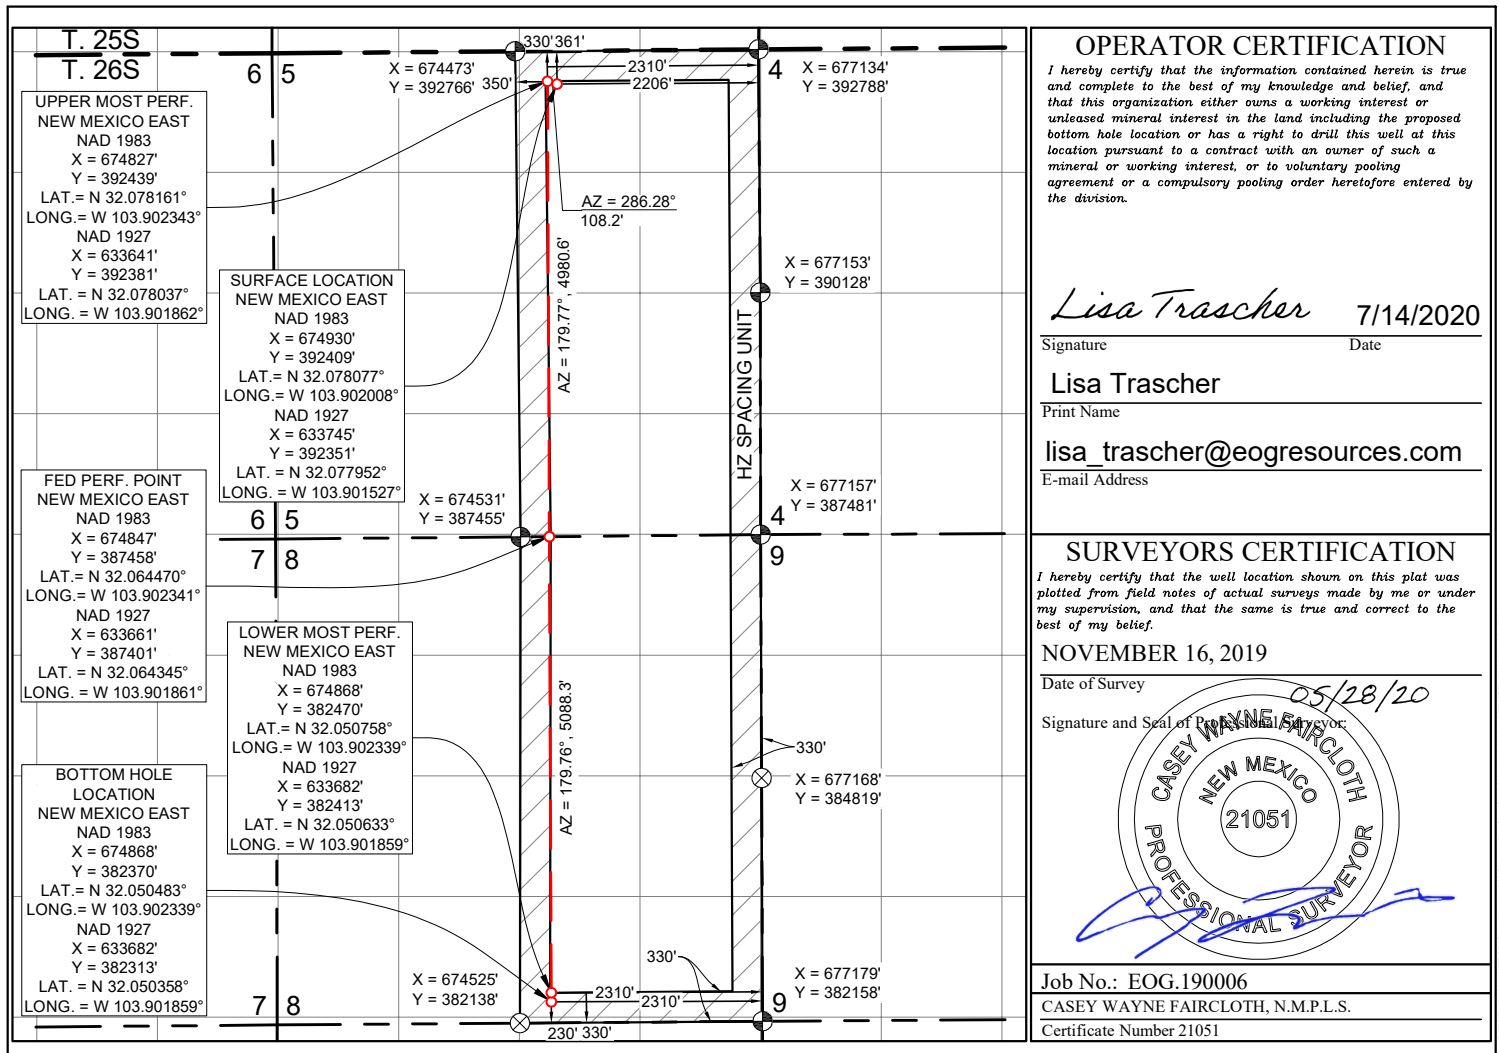 T. 25S
T. 26S
6 5
330' 361'
X = 674473'
Y = 392766'
350'
2310'
2206'
4
X = 677134'
Y = 392788'
UPPER MOST PERF.
NEW MEXICO EAST
NAD 1983
X = 674827'
Y = 392439'
LAT.= N 32.078161°
LONG.= W 103.902343°
NAD 1927
X = 633641'
Y = 392381'
LAT. = N 32.078037°
LONG. = W 103.901862°
AZ = 286.28°
108.2'
SURFACE LOCATION
NEW MEXICO EAST
NAD 1983
X = 674930'
Y = 392409'
LAT.= N 32.078077°
LONG.= W 103.902008°
NAD 1927
X = 633745'
Y = 392351'
LAT. = N 32.077952°
LONG. = W 103.901527°
AZ = 179.77°, 4980.6'
X = 677153'
Y = 390128'
HZ SPACING UNIT
FED PERF. POINT
NEW MEXICO EAST
NAD 1983
X = 674847'
Y = 387458'
LAT.= N 32.064470°
LONG.= W 103.902341°
NAD 1927
X = 633661'
Y = 387401'
LAT. = N 32.064345°
LONG. = W 103.901861°
X = 674531'
Y = 387455'
6 5
7 8
X = 677157'
Y = 387481'
4
9
LOWER MOST PERF.
NEW MEXICO EAST
NAD 1983
X = 674868'
Y = 382470'
LAT.= N 32.050758°
LONG.= W 103.902339°
NAD 1927
X = 633682'
Y = 382413'
LAT. = N 32.050633°
LONG. = W 103.901859°
AZ = 179.76°, 5088.3'
330'
X = 677168'
Y = 384819'
BOTTOM HOLE
LOCATION
NEW MEXICO EAST
NAD 1983
X = 674868'
Y = 382370'
LAT.= N 32.050483°
LONG.= W 103.902339°
NAD 1927
X = 633682'
Y = 382313'
LAT. = N 32.050358°
LONG. = W 103.901859°
7 8
X = 674525'
Y = 382138'
330'
2310'
2310'
230' 330'
X = 677179'
Y = 382158'
9
OPERATOR CERTIFICATION
I hereby certify that the information contained herein is true
and complete to the best of my knowledge and belief, and
that this organization either owns a working interest or
unleased mineral interest in the land including the proposed
bottom hole location or has a right to drill this well at this
location pursuant to a contract with an owner of such a
mineral or working interest, or to voluntary pooling
agreement or a compulsory pooling order heretofore entered by
the division.
Lisa Trascher 7/14/2020
Signature Date
Lisa Trascher
Print Name
lisa_trascher@eogresources.com
E-mail Address
SURVEYORS CERTIFICATION
I hereby certify that the well location shown on this plat was
plotted from field notes of actual surveys made by me or under
my supervision, and that the same is true and correct to the
best of my belief.
NOVEMBER 16, 2019
Date of Survey
05/28/20
Signature and Seal of Professional Surveyor:
CASEY WAYNE FAIRCLOTH
NEW MEXICO
21051
PROFESSIONAL SURVEYOR
Job No.: EOG.190006
CASEY WAYNE FAIRCLOTH, N.M.P.L.S.
Certificate Number 21051